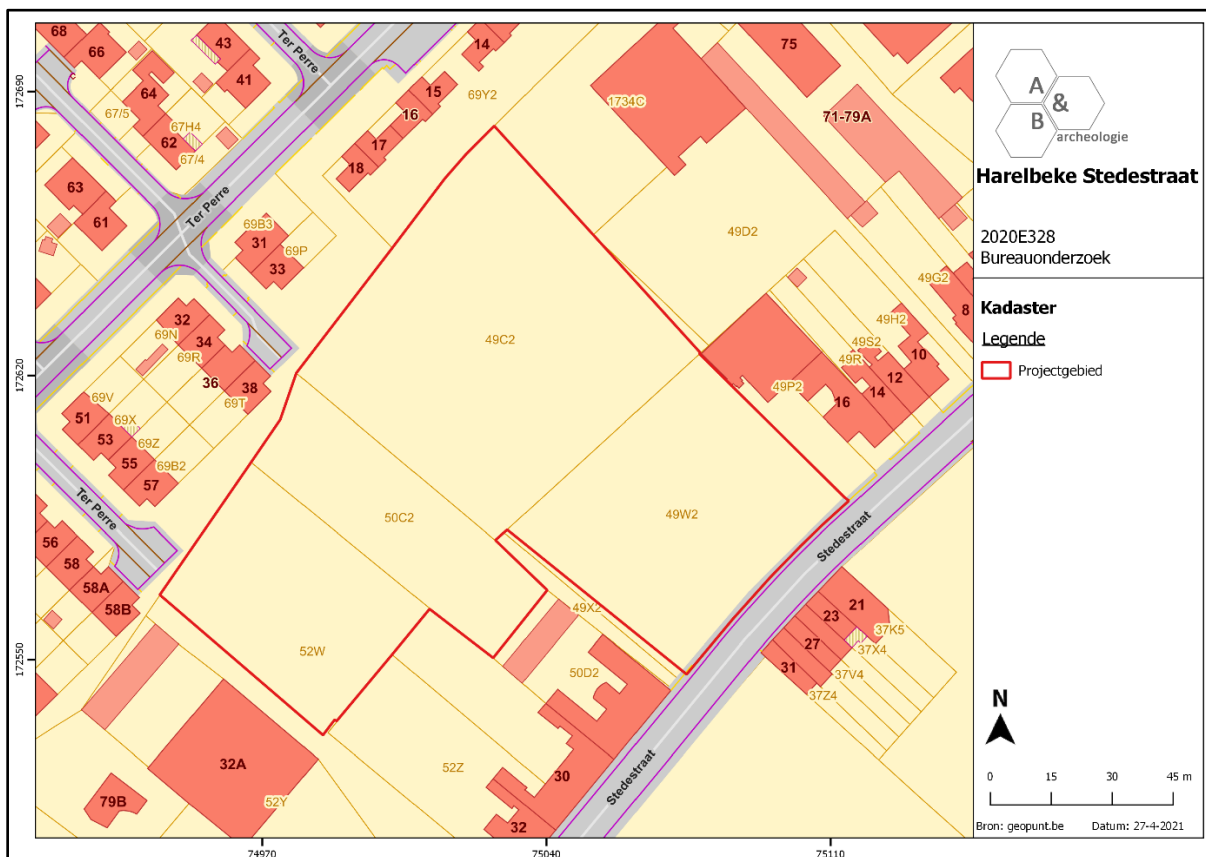 68
66
43
41
Ter Perre
14
75
64
67/5
67H4
62
67/4
15
16
17
18
69Y2
1734C
71-79A
63
61
Ter Perre
69B3
31
69P
33
49D2
49G2
8
32
34
69N
69R
36
38
69T
49C2
49H2
49S2
49R
10
12
14
16
49P2
69V
51
69X
53
69Z
55
69B2
57
Ter Perre
50C2
49W2
Stedestraat
56
58
58A
58B
49X2
21
23
37K5
27
37X4
31
37V4
37Z4
52W
50D2
32A
52Z
30
Stedestraat
79B
52Y
32
172690
172620
172550
74970
75040
75110
A
&
B
archeologie
Harelbeke Stedestraat
2020E328
Bureauonderzoek
Kadaster
Legende
Projectgebied
N
0 15 30 45 m
Bron: geopunt.be Datum: 27-4-2021